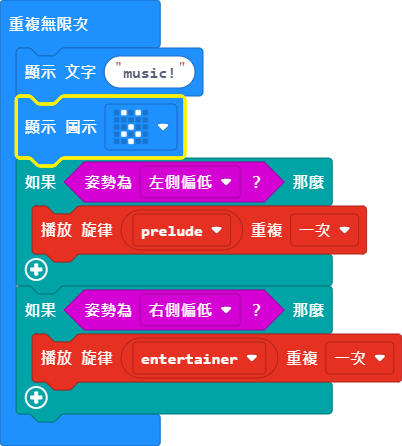 重複無限次
顯示 文字 "music!"
顯示 圖示
如果 姿勢為 左側偏低 ? 那麼
播放 旋律 prelude 重複 一次
如果 姿勢為 右側偏低 ? 那麼
播放 旋律 entertainer 重複 一次